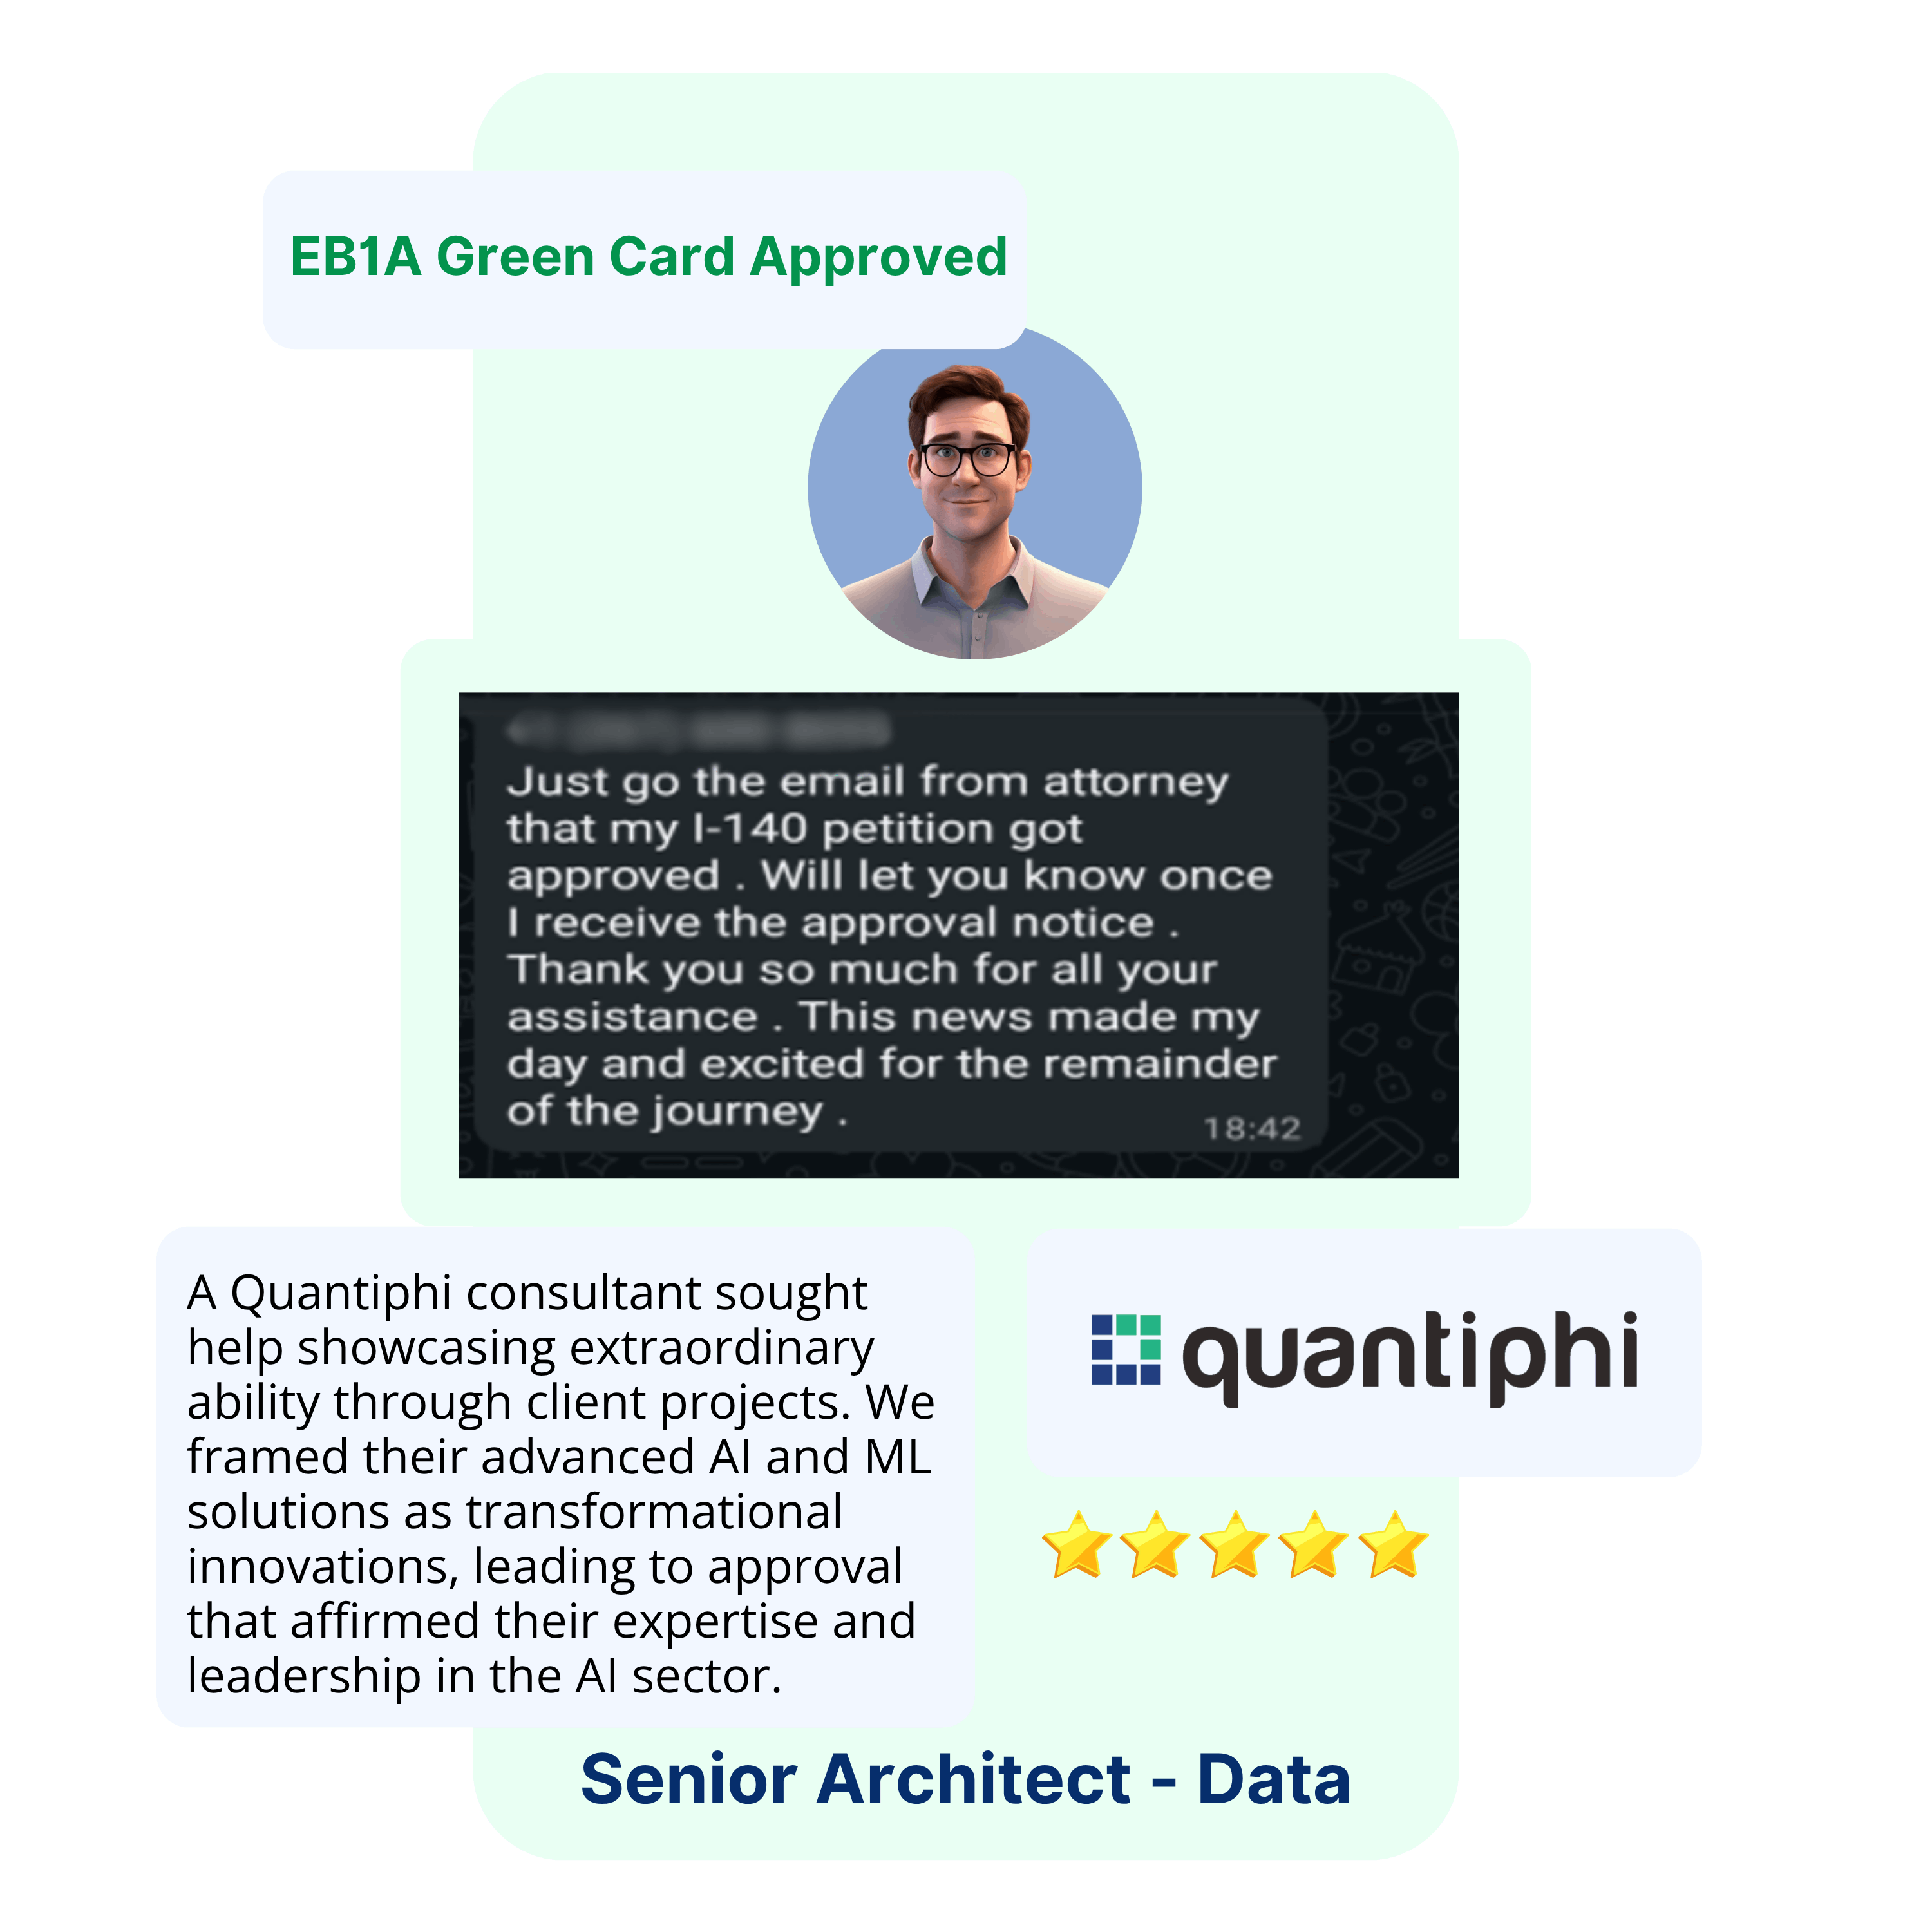 EB1A Green Card Approved
Just go the email from attorney
that my I-140 petition got
approved . Will let you know once
I receive the approval notice .
Thank you so much for all your
assistance . This news made my
day and excited for the remainder
of the journey .
18:42
A Quantiphi consultant sought
help showcasing extraordinary
ability through client projects. We
framed their advanced AI and ML
solutions as transformational
innovations, leading to approval
that affirmed their expertise and
leadership in the AI sector.
quantiphi
Senior Architect - Data